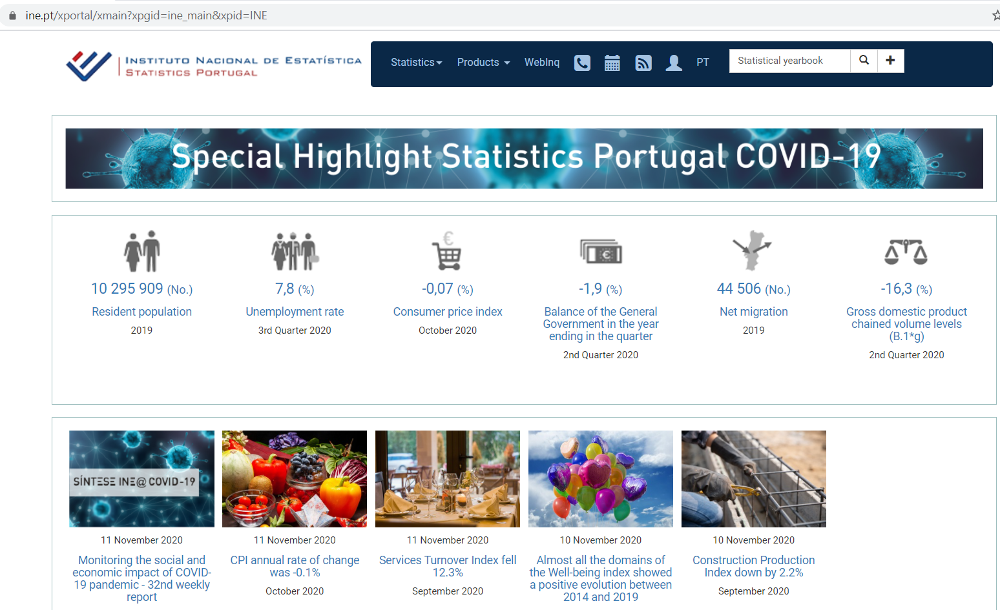 ine.pt/xportal/xmain?xpgid=ine_main&xpid=INE
INSTITUTO NACIONAL DE ESTATÍSTICA
STATISTICS PORTUGAL
Statistics
Products
WebInq
PT
Statistical yearbook
Special Highlight Statistics Portugal COVID-19
€
€
10 295 909 (No.)
Resident population
2019
7,8 (%)
Unemployment rate
3rd Quarter 2020
-0,07 (%)
Consumer price index
October 2020
-1,9 (%)
Balance of the General
Government in the year
ending in the quarter
2nd Quarter 2020
44 506 (No.)
Net migration
2019
-16,3 (%)
Gross domestic product
chained volume levels
(B.1*g)
2nd Quarter 2020
SÍNTESE INE@ COVID-19
11 November 2020
Monitoring the social and
economic impact of COVID-
19 pandemic - 32nd weekly
report
11 November 2020
CPI annual rate of change
was -0.1%
October 2020
11 November 2020
Services Turnover Index fell
12.3%
September 2020
10 November 2020
Almost all the domains of
the Well-being index showed
a positive evolution between
2014 and 2019
10 November 2020
Construction Production
Index down by 2.2%
September 2020